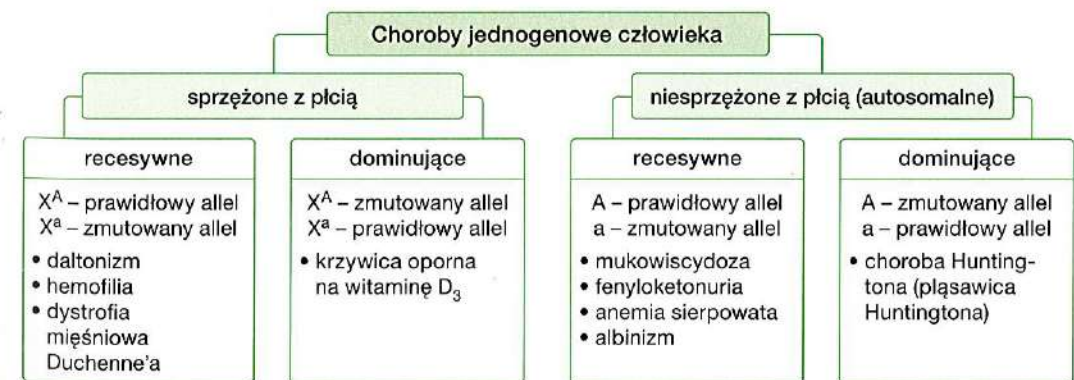 Choroby jednogenowe człowieka
sprzężone z płcią
niesprzężone z płcią (autosomalne)
recesywne
X^A – prawidłowy allel
X^a – zmutowany allel
• daltonizm
• hemofilia
• dystrofia
mięśniowa
Duchenne'a
dominujące
X^A – zmutowany allel
X^a – prawidłowy allel
• krzywica oporna
na witaminę D₃
recesywne
A – prawidłowy allel
a – zmutowany allel
• mukowiscydoza
• fenyloketonuria
• anemia sierpowata
• albinizm
dominujące
A – zmutowany allel
a – prawidłowy allel
• choroba Hunting-
tona (pląsawica
Huntingtona)